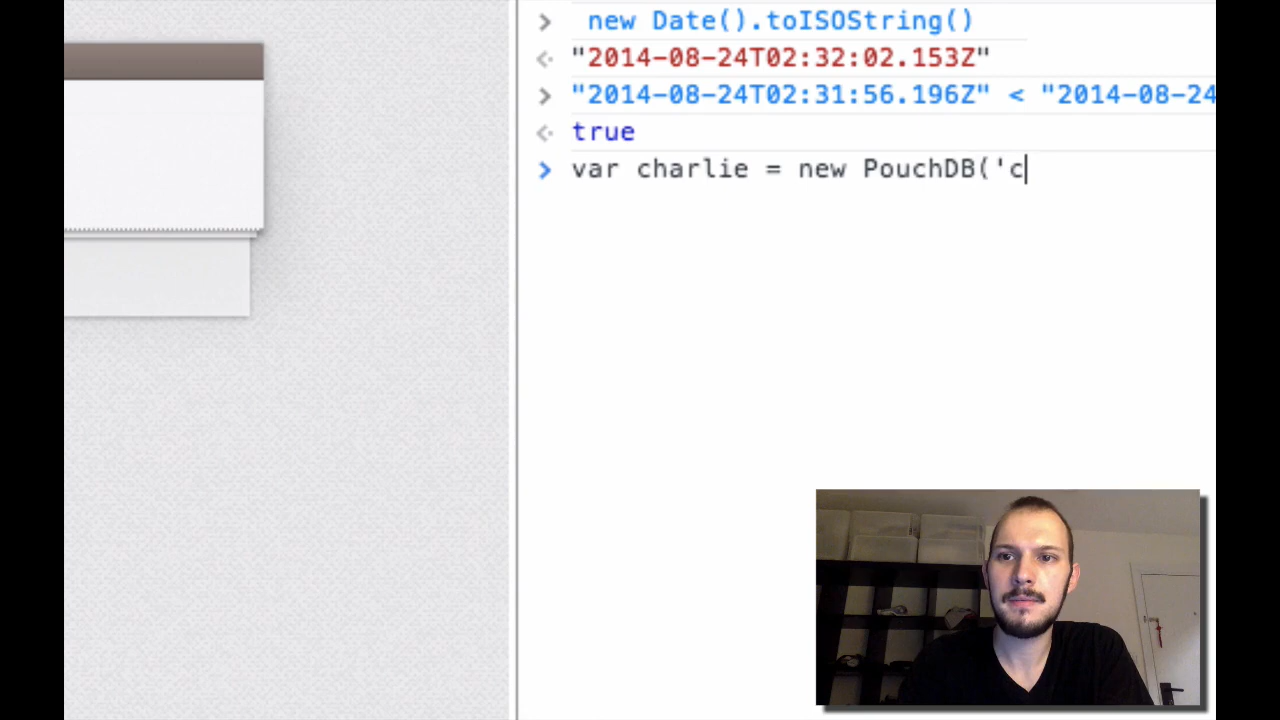 > new Date().toISOString()
<· "2014-08-24T02:32:02.153Z"
> "2014-08-24T02:31:56.196Z" < "2014-08-24
<· true
> var charlie = new PouchDB('c